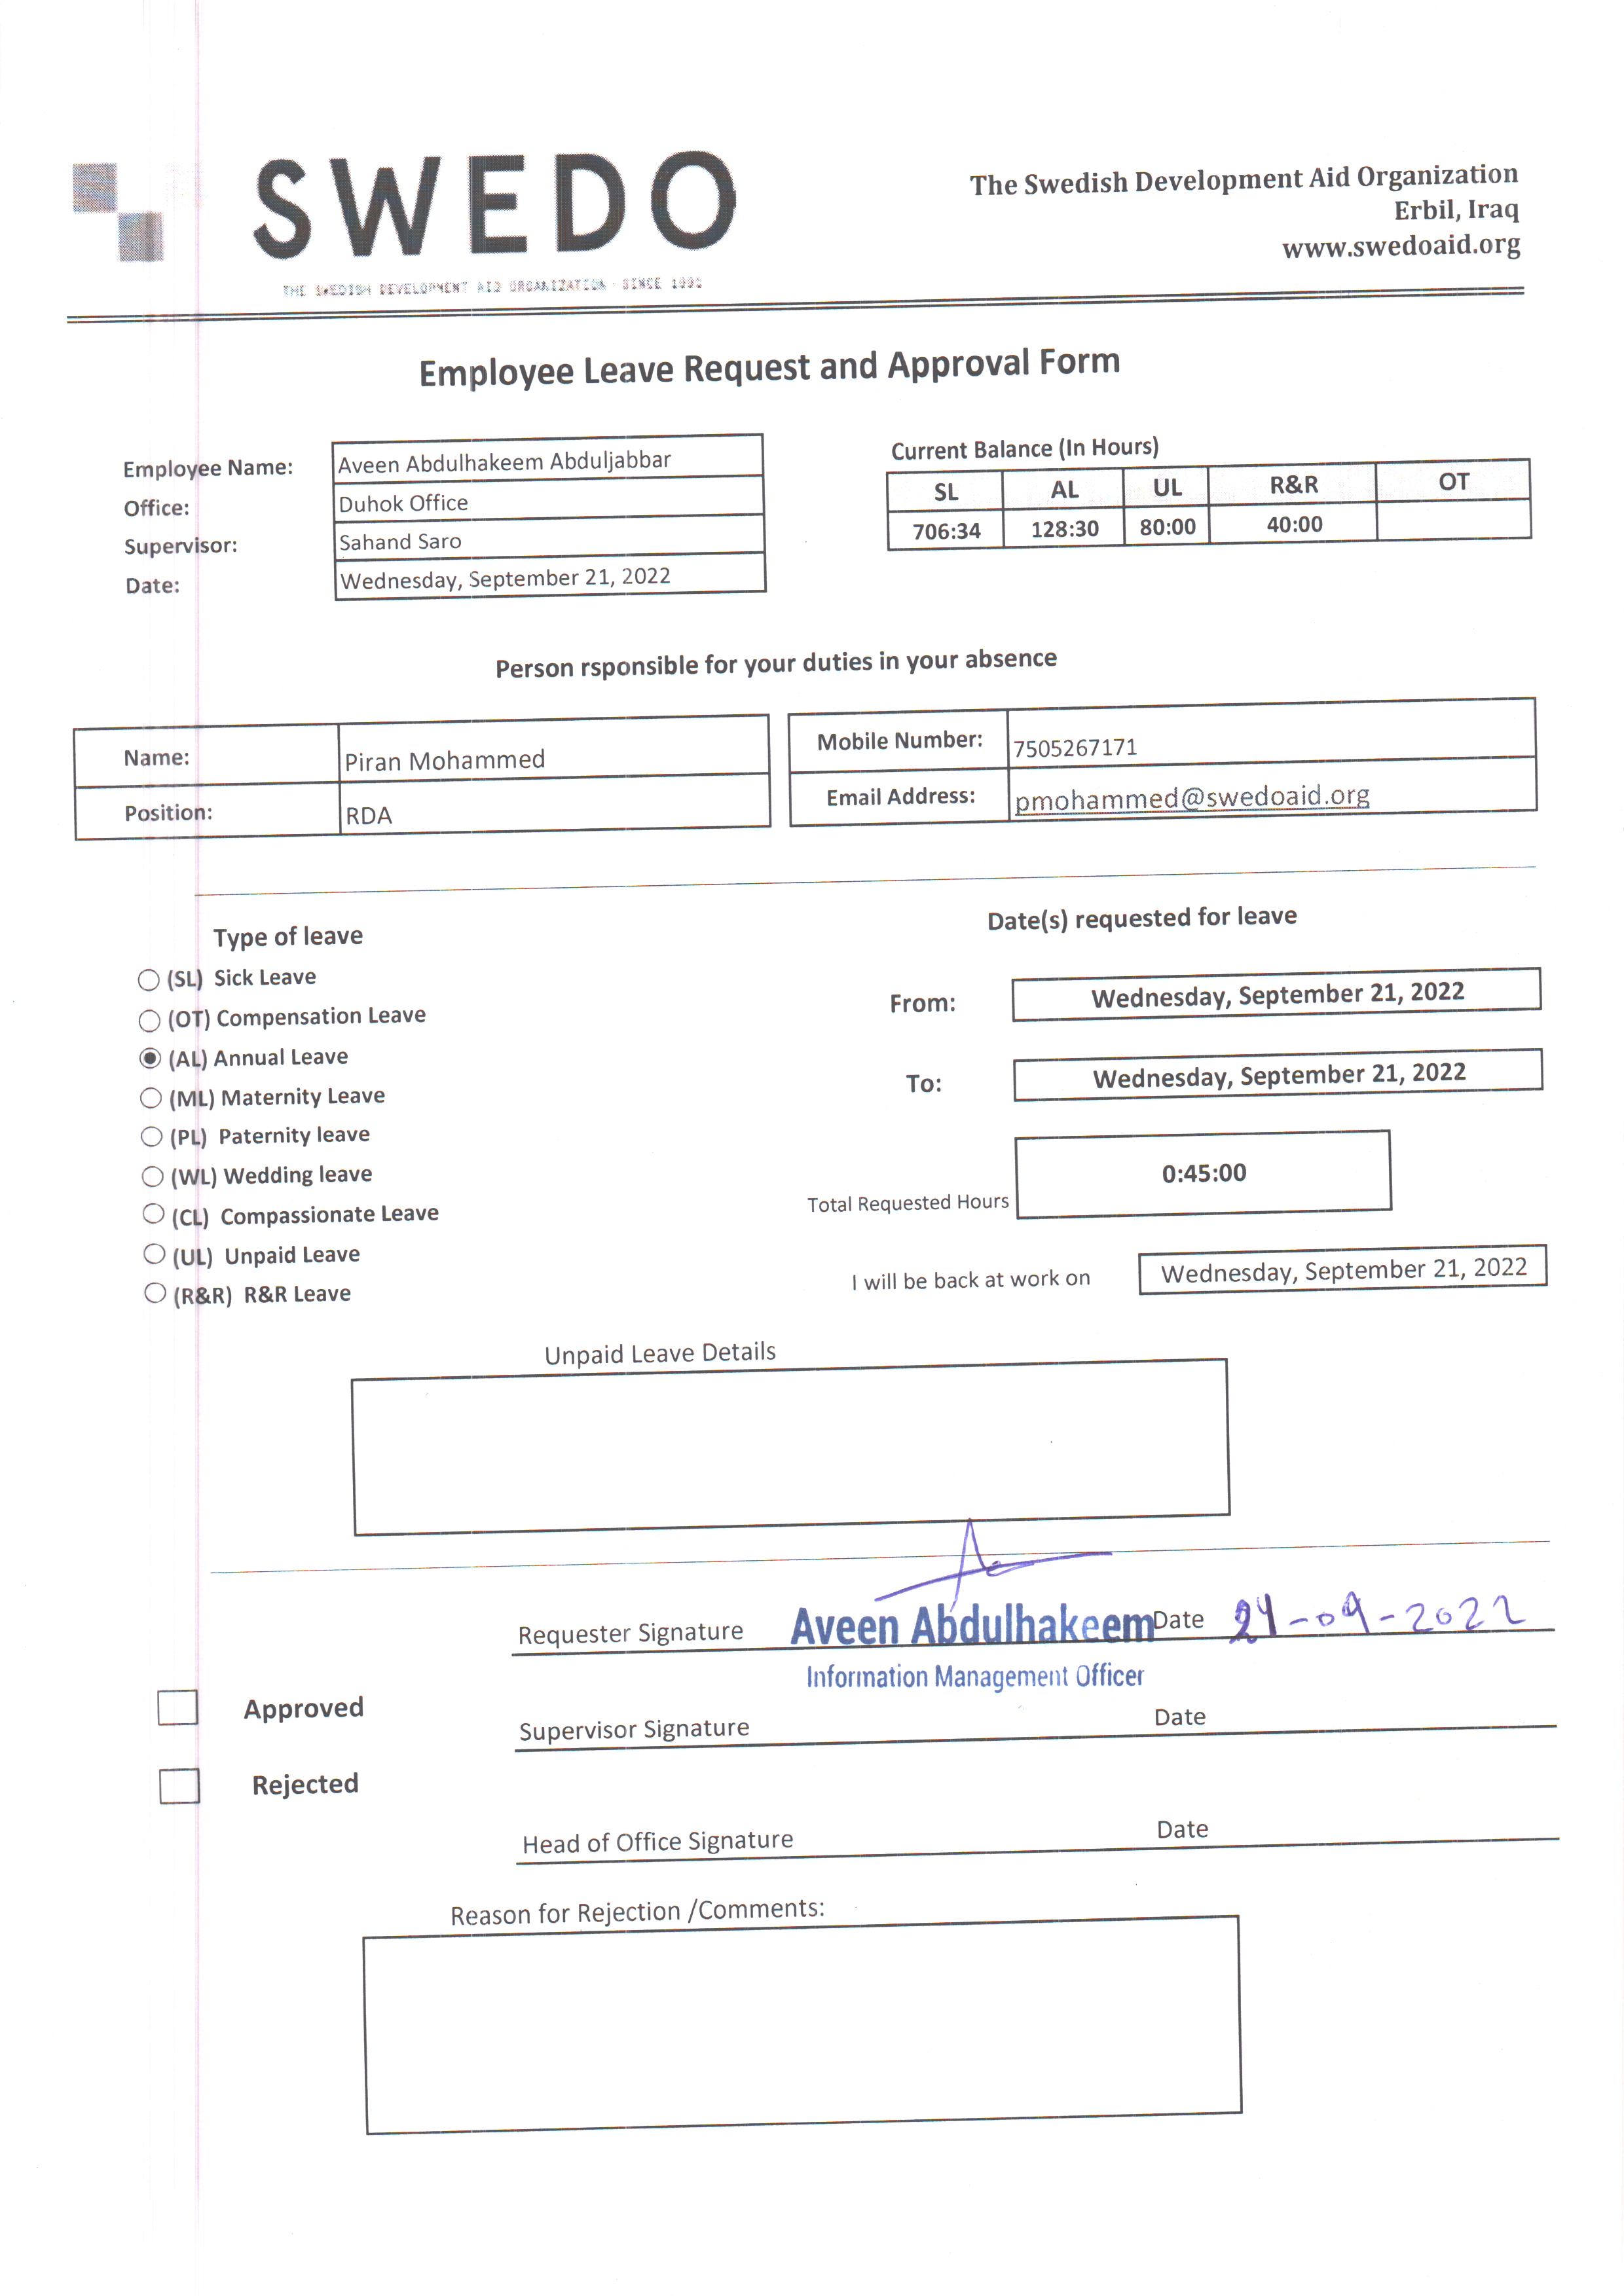 SWEDO
THE SWEDISH DEVELOPMENT AID ORGANIZATION - SINCE 1991
The Swedish Development Aid Organization
Erbil, Iraq
www.swedoaid.org
Employee Leave Request and Approval Form
Employee Name: Aveen Abdulhakeem Abduljabbar
Office: Duhok Office
Supervisor: Sahand Saro
Date: Wednesday, September 21, 2022
Current Balance (In Hours)
SL AL UL R&R OT
706:34 128:30 80:00 40:00
Person rsponsible for your duties in your absence
Name: Piran Mohammed
Position: RDA
Mobile Number: 7505267171
Email Address: pmohammed@swedoaid.org
Type of leave
(SL) Sick Leave
(OT) Compensation Leave
(AL) Annual Leave
(ML) Maternity Leave
(PL) Paternity leave
(WL) Wedding leave
(CL) Compassionate Leave
(UL) Unpaid Leave
(R&R) R&R Leave
Date(s) requested for leave
From: Wednesday, September 21, 2022
To: Wednesday, September 21, 2022
Total Requested Hours 0:45:00
I will be back at work on Wednesday, September 21, 2022
Unpaid Leave Details
Requester Signature Aveen Abdulhakeem Date 21-09-2022
Information Management Officer
Approved
Supervisor Signature Date
Rejected
Head of Office Signature Date
Reason for Rejection /Comments: